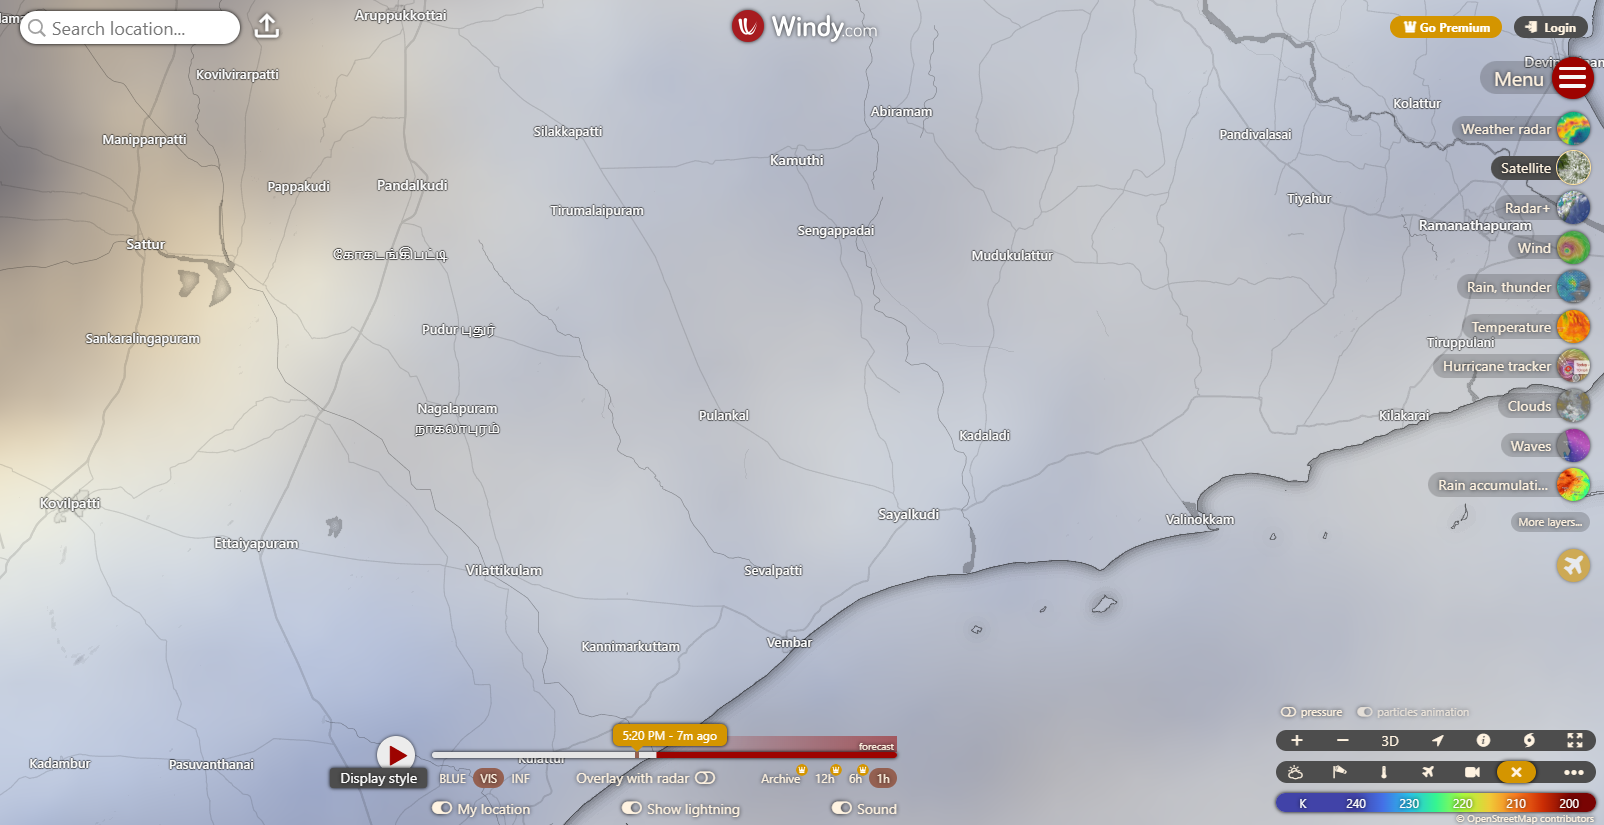 Search location...
Windy.com
Go Premium
Login
Menu
Weather radar
Satellite
Radar+
Wind
Rain, thunder
Temperature
Hurricane tracker
Clouds
Waves
Rain accumulati...
More layers...
Aruppukkottai
Kovilvirarpatti
Manipparpatti
Silakkapatti
Abiramam
Kolattur
Pandivalasai
Kamuthi
Pappakudi
Pandalkudi
Tirumalaipuram
Tiyahur
Ramanathapuram
Sengappadai
Sattur
கோகடங்கிபட்டி
Mudukulattur
Pudur புதுர்
Sankaralingapuram
Tiruppulani
Nagalapuram
நாகலாபுரம்
Pulankal
Kilakarai
Kadaladi
Kovilpatti
Sayalkudi
Valinokkam
Ettaiyapuram
Vilattikulam
Sevalpatti
Kannimarkuttam
Vembar
Kadambur
Pasuvanthanai
Kulattur
5:20 PM - 7m ago
forecast
Display style
BLUE VIS INF
Overlay with radar
Archive 12h 6h 1h
My location
Show lightning
Sound
pressure
particles animation
3D
K 240 230 220 210 200
© OpenStreetMap contributors